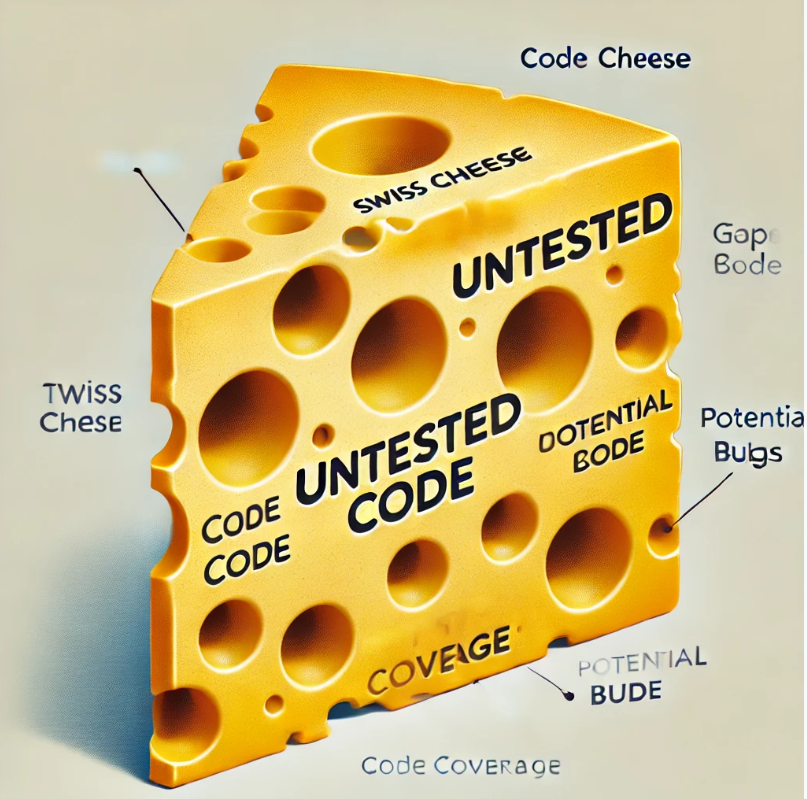 Code Cheese
SWISS CHEESE
UNTESTED
Gape
Bode
TWiss
Chese
Potentia
Bubgs
UNTESTED
CODE
DOTENTIAL
BODE
CODE
CODE
COVEAGE
POTENTIAL
BUDE
Code COVERage